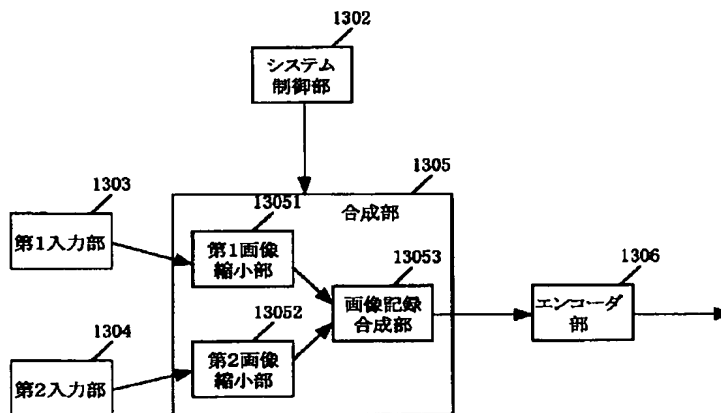 1302
システム
制御部
1303
第1入力部
1305
合成部
13051
第1画像
縮小部
13053
画像記録
合成部
1306
エンコーダ
部
1304
第2入力部
13052
第2画像
縮小部